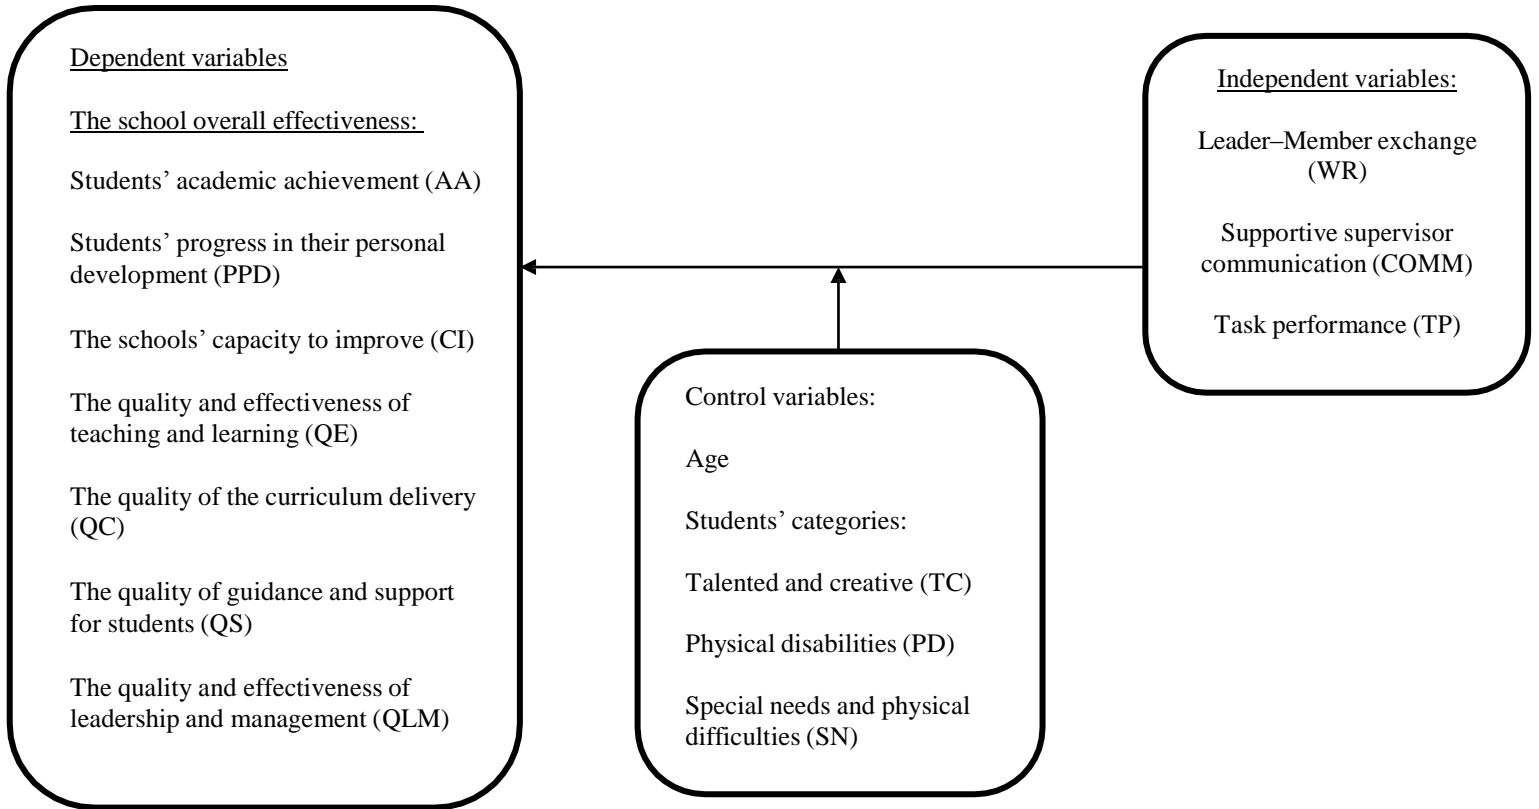 Dependent variables
The school overall effectiveness:
Students’ academic achievement (AA)
Students’ progress in their personal
development (PPD)
The schools’ capacity to improve (CI)
The quality and effectiveness of
teaching and learning (QE)
The quality of the curriculum delivery
(QC)
The quality of guidance and support
for students (QS)
The quality and effectiveness of
leadership and management (QLM)
Control variables:
Age
Students’ categories:
Talented and creative (TC)
Physical disabilities (PD)
Special needs and physical
difficulties (SN)
Independent variables:
Leader–Member exchange
(WR)
Supportive supervisor
communication (COMM)
Task performance (TP)